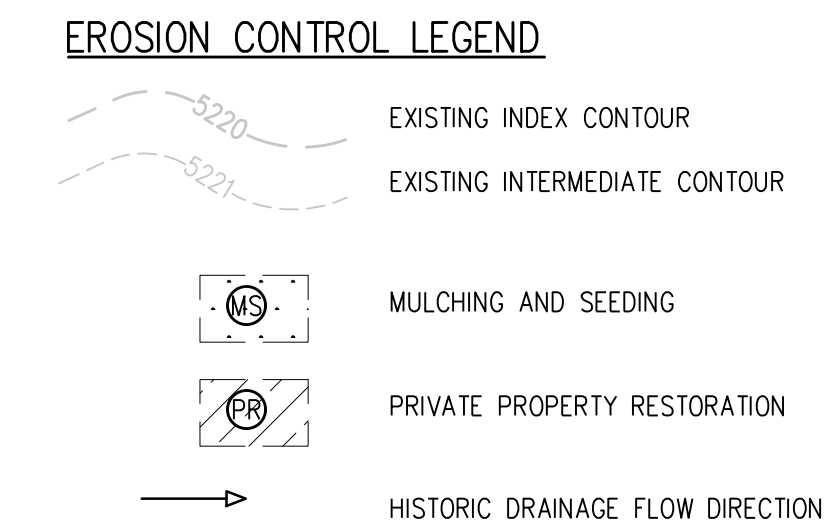 EROSION CONTROL LEGEND
5220
EXISTING INDEX CONTOUR
5221
EXISTING INTERMEDIATE CONTOUR
MS
MULCHING AND SEEDING
PR
PRIVATE PROPERTY RESTORATION
HISTORIC DRAINAGE FLOW DIRECTION